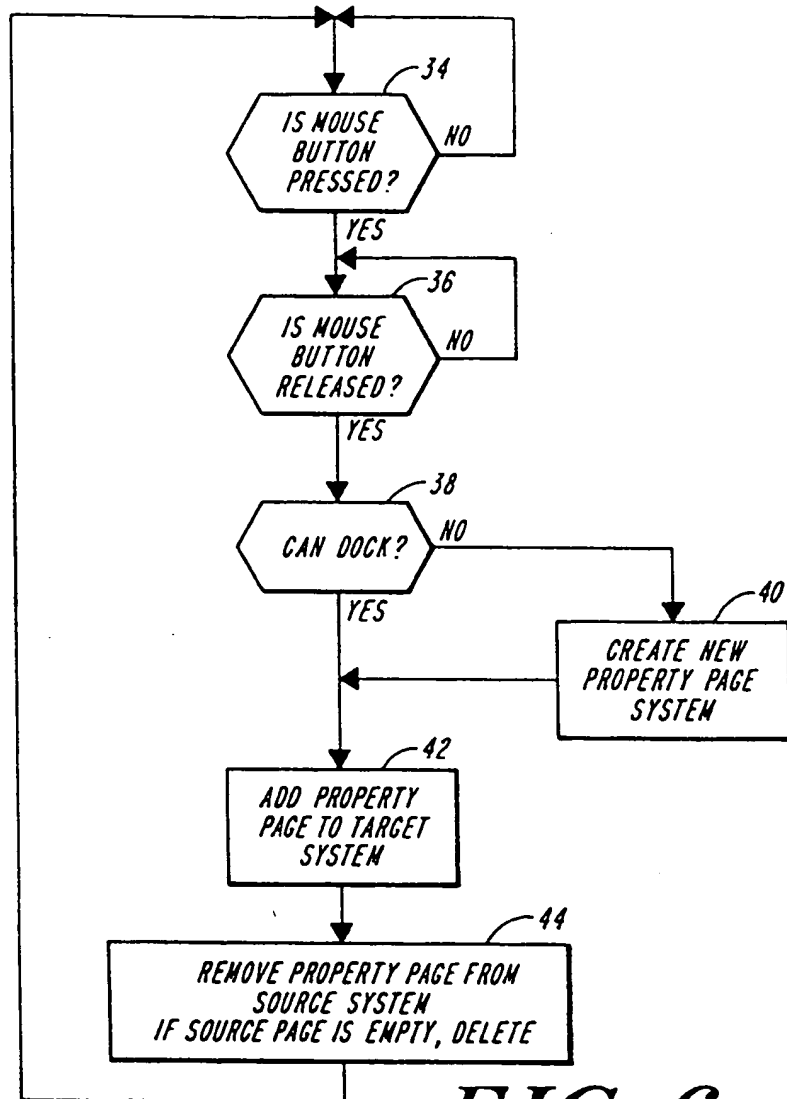 34
IS MOUSE
BUTTON
PRESSED?
NO
YES
36
IS MOUSE
BUTTON
RELEASED?
NO
YES
38
CAN DOCK?
NO
YES
40
CREATE NEW
PROPERTY PAGE
SYSTEM
42
ADD PROPERTY
PAGE TO TARGET
SYSTEM
44
REMOVE PROPERTY PAGE FROM
SOURCE SYSTEM
IF SOURCE PAGE IS EMPTY, DELETE
FIG. 6